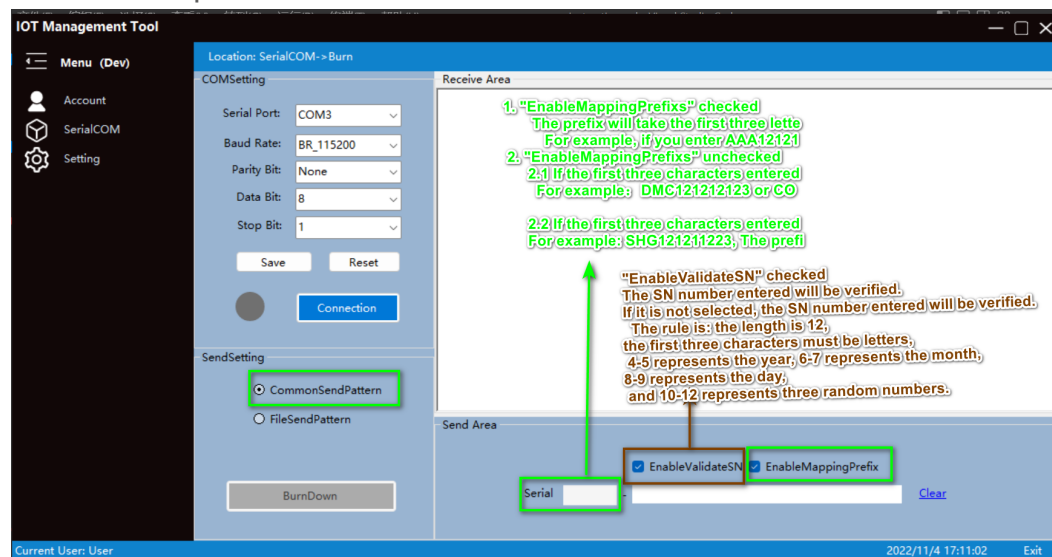 IOT Management Tool
Menu (Dev)
Account
SerialCOM
Setting
Location: SerialCOM->Burn
COMSetting
Serial Port: COM3
Baud Rate: BR_115200
Parity Bit: None
Data Bit: 8
Stop Bit: 1
Save Reset
Connection
SendSetting
CommonSendPattern
FileSendPattern
BurnDown
Receive Area
1. "EnableMappingPrefixs" checked
The prefix will take the first three lette
For example, if you enter AAA12121
2. "EnableMappingPrefixs" unchecked
2.1 If the first three characters entered
For example: DMC121212123 or CO
2.2 If the first three characters entered
For example: SHG121211223, The prefi
"EnableValidateSN" checked
The SN number entered will be verified.
If it is not selected, the SN number entered will be verified.
The rule is: the length is 12,
the first three characters must be letters,
4-5 represents the year, 6-7 represents the month,
8-9 represents the day,
and 10-12 represents three random numbers.
Send Area
EnableValidateSN EnableMappingPrefix
Serial - Clear
Current User: User 2022/11/4 17:11:02 Exit